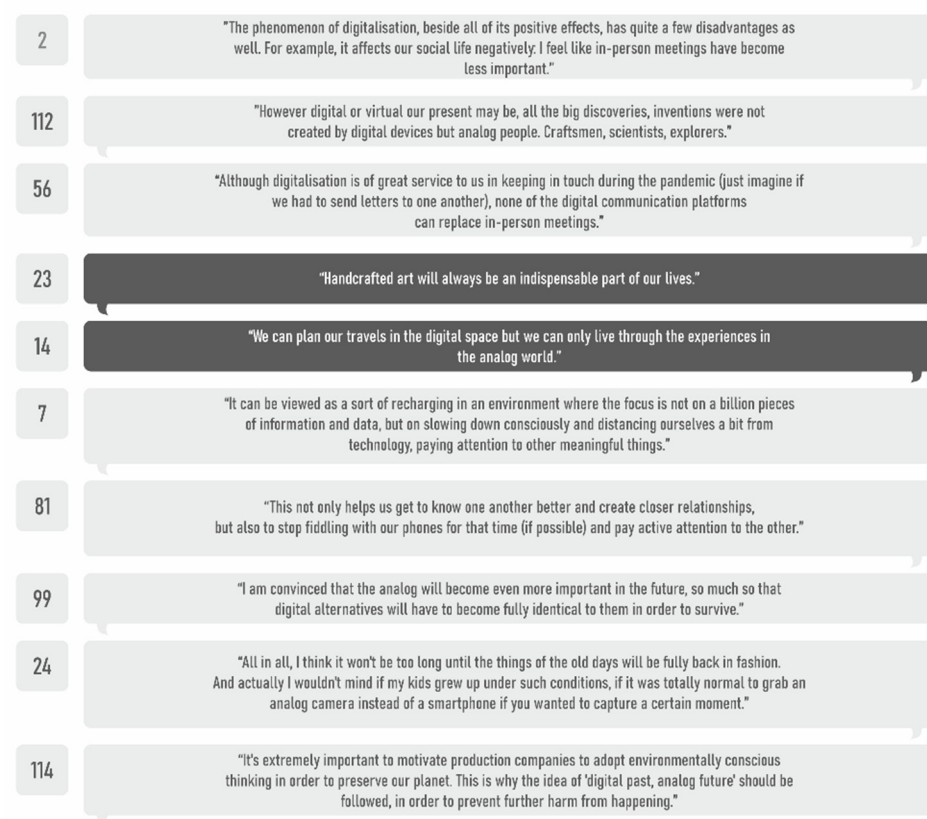 2
"The phenomenon of digitalisation, beside all of its positive effects, has quite a few disadvantages as
well. For example, it affects our social life negatively: I feel like in-person meetings have become
less important."
112
"However digital or virtual our present may be, all the big discoveries, inventions were not
created by digital devices but analog people. Craftsmen, scientists, explorers."
56
"Although digitalisation is of great service to us in keeping in touch during the pandemic (just imagine if
we had to send letters to one another), none of the digital communication platforms
can replace in-person meetings."
23
"Handcrafted art will always be an indispensable part of our lives."
14
"We can plan our travels in the digital space but we can only live through the experiences in
the analog world."
7
"It can be viewed as a sort of recharging in an environment where the focus is not on a billion pieces
of information and data, but on slowing down consciously and distancing ourselves a bit from
technology, paying attention to other meaningful things."
81
"This not only helps us get to know one another better and create closer relationships,
but also to stop fiddling with our phones for that time (if possible) and pay active attention to the other."
99
"I am convinced that the analog will become even more important in the future, so much so that
digital alternatives will have to become fully identical to them in order to survive."
24
"All in all, I think it won't be too long until the things of the old days will be fully back in fashion.
And actually I wouldn't mind if my kids grew up under such conditions, if it was totally normal to grab an
analog camera instead of a smartphone if you wanted to capture a certain moment."
114
"It's extremely important to motivate production companies to adopt environmentally conscious
thinking in order to preserve our planet. This is why the idea of 'digital past, analog future' should be
followed, in order to prevent further harm from happening."